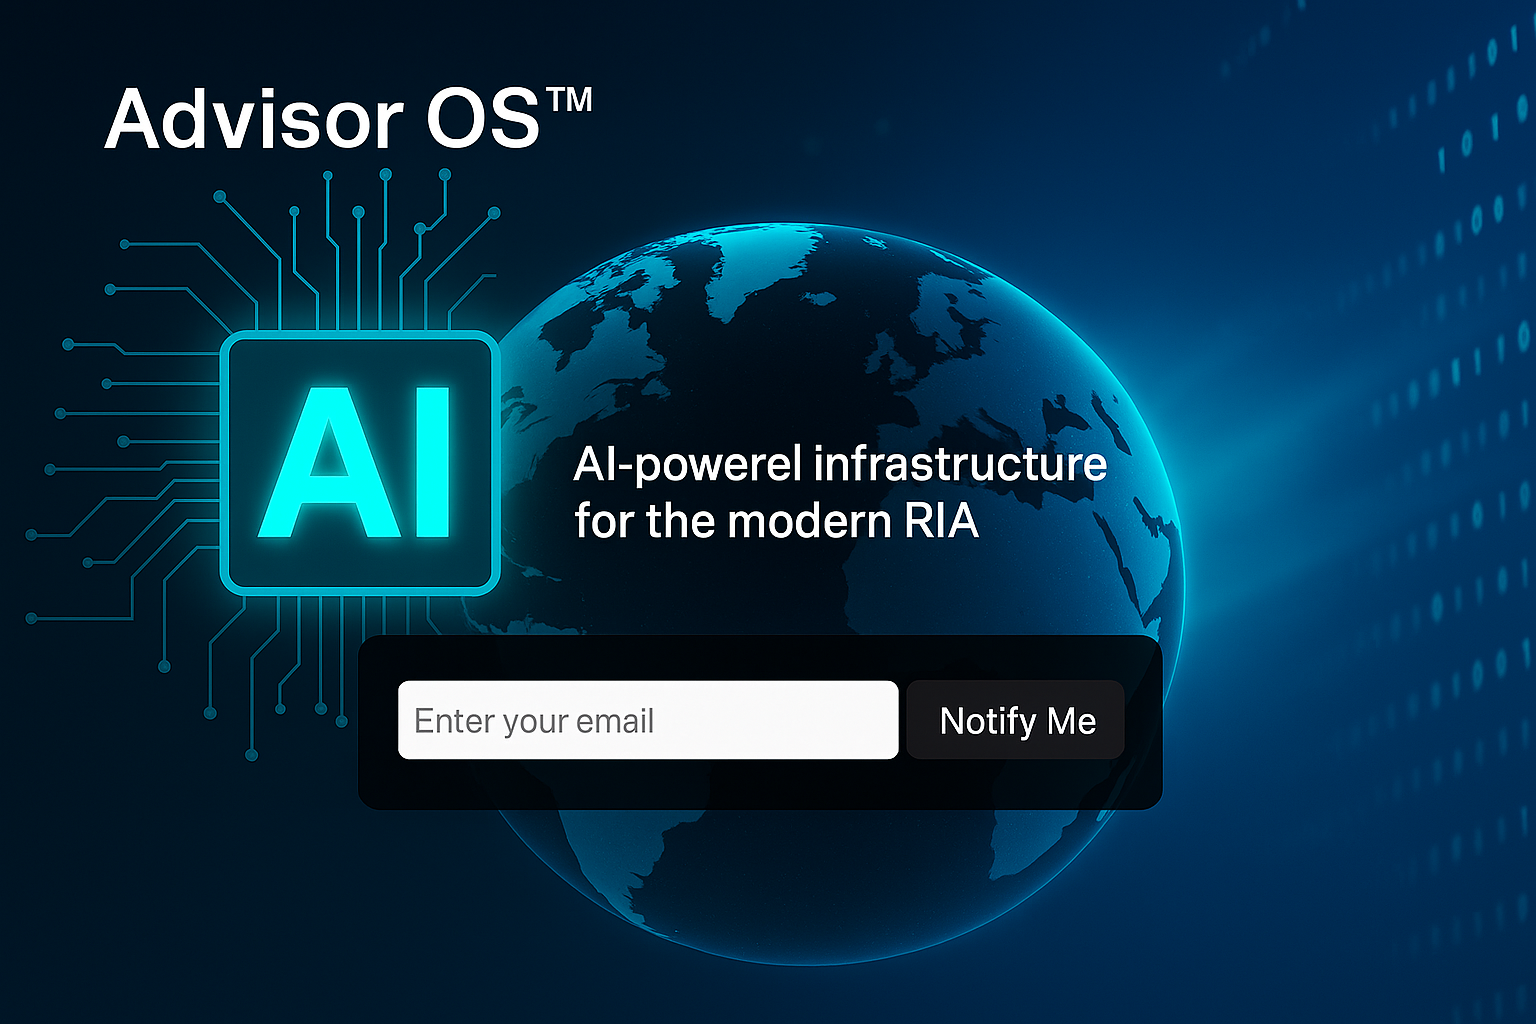 Advisor OS™
AI
AI-powerel infrastructure
for the modern RIA
Enter your email
Notify Me